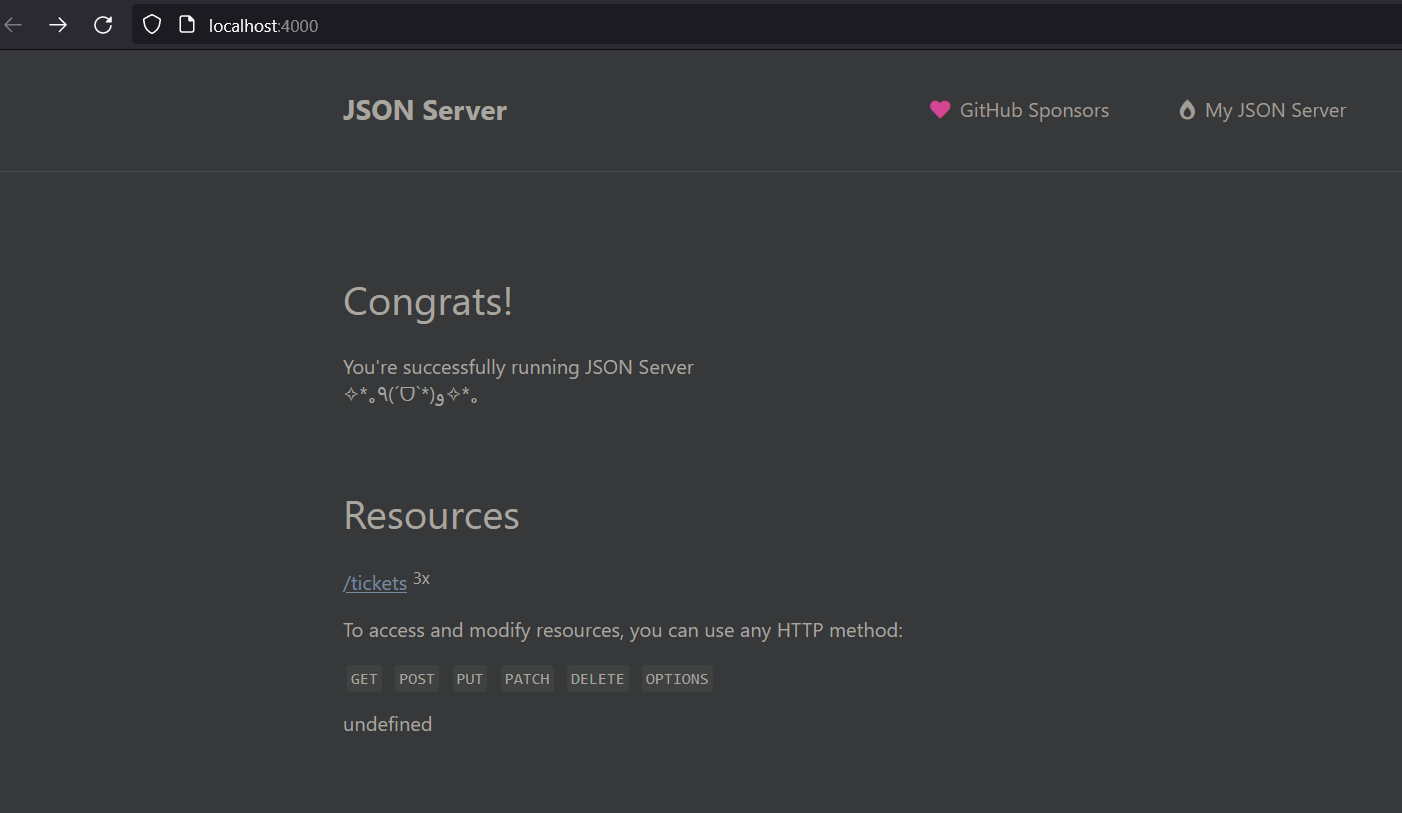 localhost:4000
JSON Server
GitHub Sponsors
My JSON Server
Congrats!
You're successfully running JSON Server
✧*｡٩(ˊᗜˋ*)و✧*｡
Resources
/tickets 3x
To access and modify resources, you can use any HTTP method:
GET POST PUT PATCH DELETE OPTIONS
undefined